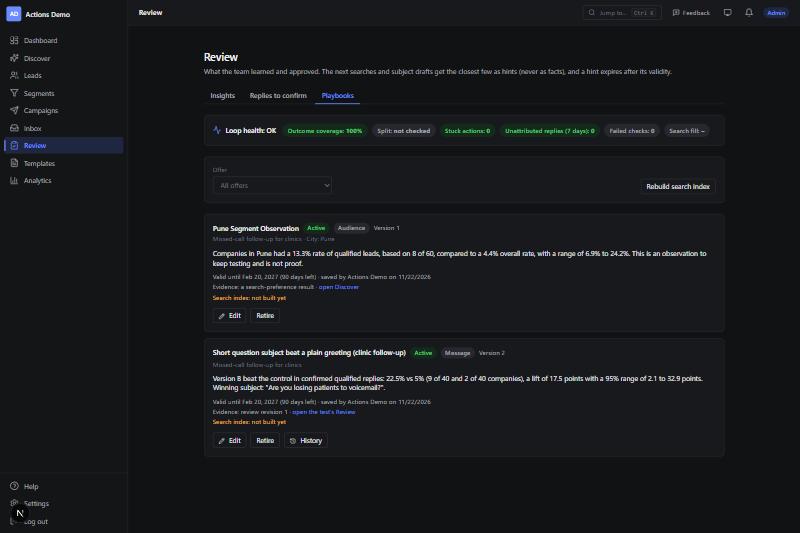 AD Actions Demo
Review
Jump to... Ctrl K
Feedback
Admin
Dashboard
Discover
Leads
Segments
Campaigns
Inbox
Review
Templates
Analytics
Help
Settings
Log out
N
Review
What the team learned and approved. The next searches and subject drafts get the closest few as hints (never as facts), and a hint expires after its validity.
Insights Replies to confirm Playbooks
Loop health: OK Outcome coverage: 100% Split: not checked Stuck actions: 0 Unattributed replies (7 days): 0 Failed checks: 0 Search fill: –
Offer
All offers
Rebuild search index
Pune Segment Observation Active Audience Version 1
Missed-call follow-up for clinics · City: Pune
Companies in Pune had a 13.3% rate of qualified leads, based on 8 of 60, compared to a 4.4% overall rate, with a range of 6.9% to 24.2%. This is an observation to
keep testing and is not proof.
Valid until Feb 20, 2027 (90 days left) · saved by Actions Demo on 11/22/2026
Evidence: a search-preference result · open Discover
Search index: not built yet
Edit Retire
Short question subject beat a plain greeting (clinic follow-up) Active Message Version 2
Missed-call follow-up for clinics
Version B beat the control in confirmed qualified replies: 22.5% vs 5% (9 of 40 and 2 of 40 companies), a lift of 17.5 points with a 95% range of 2.1 to 32.9 points.
Winning subject: "Are you losing patients to voicemail?".
Valid until Feb 20, 2027 (90 days left) · saved by Actions Demo on 11/22/2026
Evidence: review revision 1 · open the test's Review
Search index: not built yet
Edit Retire History